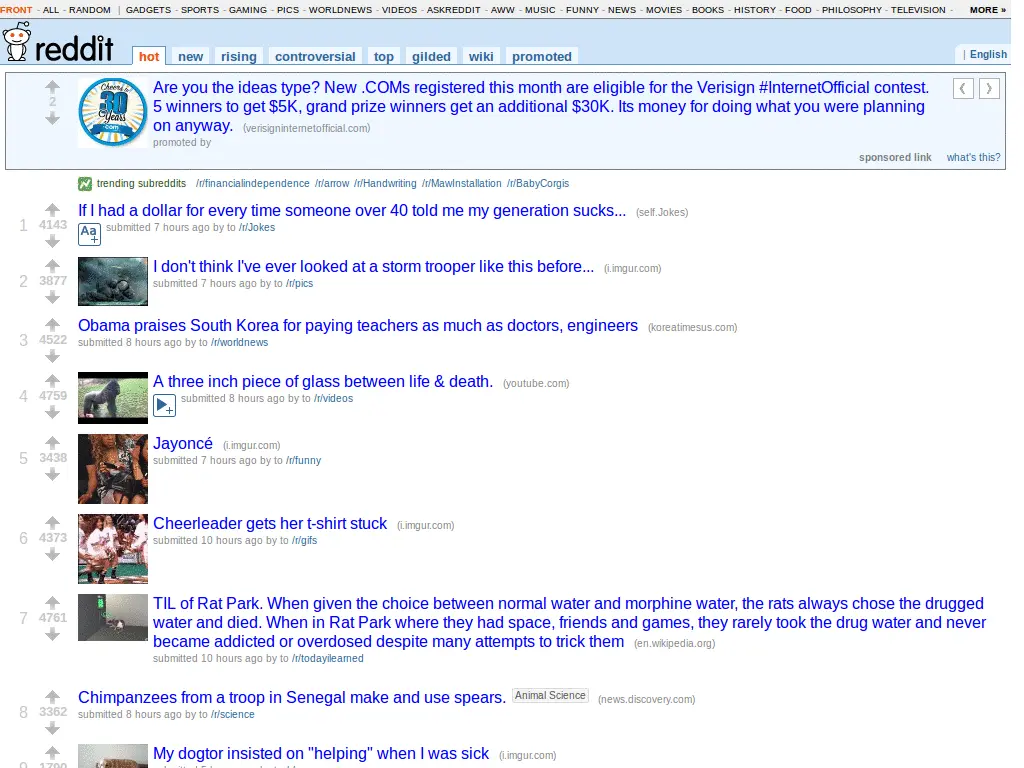 FRONT - ALL - RANDOM | GADGETS - SPORTS - GAMING - PICS - WORLDNEWS - VIDEOS - ASKREDDIT - AWW - MUSIC - FUNNY - NEWS - MOVIES - BOOKS - HISTORY - FOOD - PHILOSOPHY - TELEVISION - MORE »
reddit hot new rising controversial top gilded wiki promoted | English
Cheers to 30 Years .com
2
Are you the ideas type? New .COMs registered this month are eligible for the Verisign #InternetOfficial contest.
5 winners to get $5K, grand prize winners get an additional $30K. Its money for doing what you were planning
on anyway. (verisigninternetofficial.com)
promoted by
sponsored link what's this?
trending subreddits /r/financialindependence /r/arrow /r/Handwriting /r/MawInstallation /r/BabyCorgis
1 4143 If I had a dollar for every time someone over 40 told me my generation sucks... (self.Jokes)
Aa+ submitted 7 hours ago by to /r/Jokes
2 3877 I don't think I've ever looked at a storm trooper like this before... (i.imgur.com)
submitted 7 hours ago by to /r/pics
3 4522 Obama praises South Korea for paying teachers as much as doctors, engineers (koreatimesus.com)
submitted 8 hours ago by to /r/worldnews
4 4759 A three inch piece of glass between life & death. (youtube.com)
submitted 8 hours ago by to /r/videos
5 3438 Jayoncé (i.imgur.com)
submitted 7 hours ago by to /r/funny
6 4373 Cheerleader gets her t-shirt stuck (i.imgur.com)
submitted 10 hours ago by to /r/gifs
7 4761 TIL of Rat Park. When given the choice between normal water and morphine water, the rats always chose the drugged
water and died. When in Rat Park where they had space, friends and games, they rarely took the drug water and never
became addicted or overdosed despite many attempts to trick them (en.wikipedia.org)
submitted 10 hours ago by to /r/todayilearned
8 3362 Chimpanzees from a troop in Senegal make and use spears. Animal Science (news.discovery.com)
submitted 8 hours ago by to /r/science
My dogtor insisted on "helping" when I was sick (i.imgur.com)